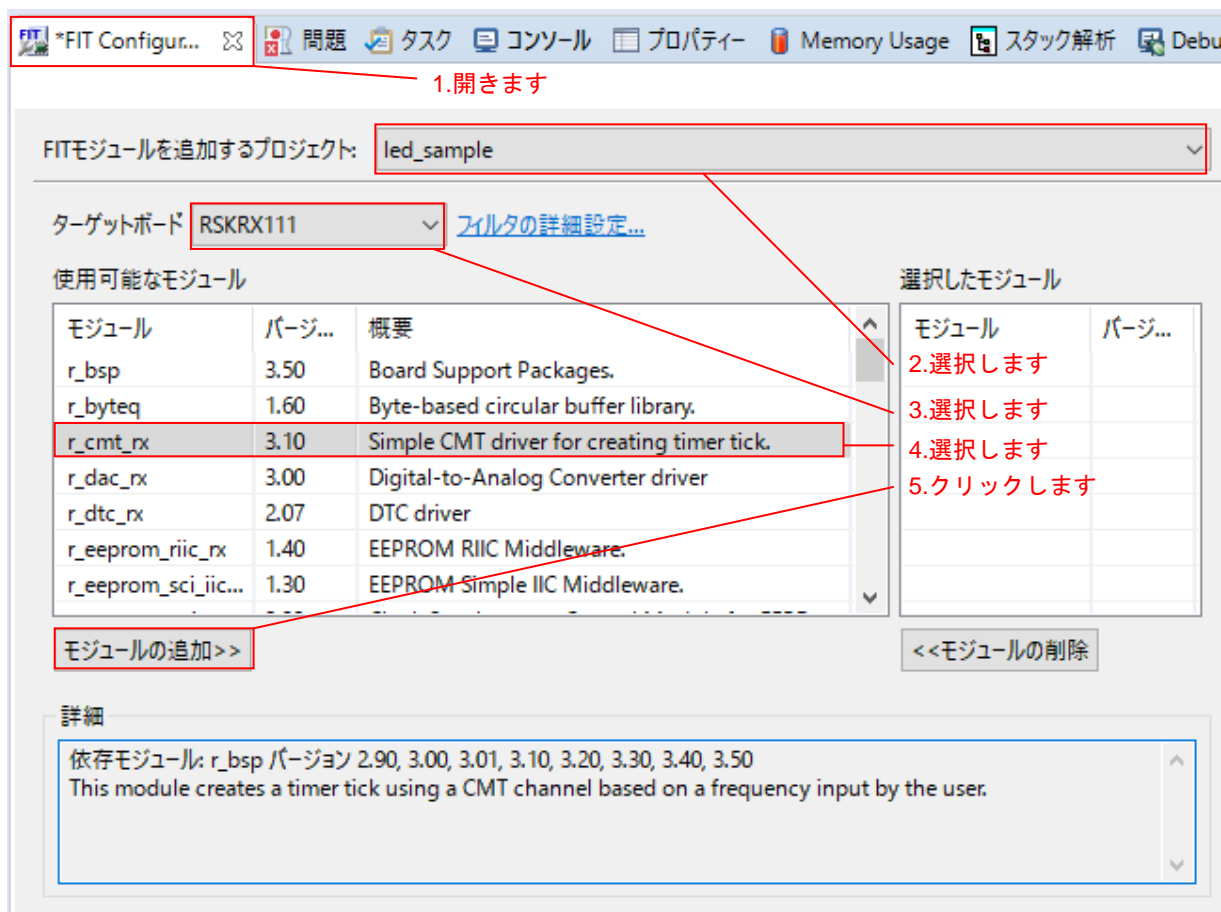 *FIT Configur... 問題 タスク コンソール プロパティー Memory Usage スタック解析 Debu
1.開きます
FITモジュールを追加するプロジェクト: led_sample
ターゲットボード RSKRX111 フィルタの詳細設定...
使用可能なモジュール 選択したモジュール
モジュール バージ... 概要 モジュール バージ...
r_bsp 3.50 Board Support Packages. 2.選択します
r_byteq 1.60 Byte-based circular buffer library. 3.選択します
r_cmt_rx 3.10 Simple CMT driver for creating timer tick. 4.選択します
r_dac_rx 3.00 Digital-to-Analog Converter driver 5.クリックします
r_dtc_rx 2.07 DTC driver
r_eeprom_riic_rx 1.40 EEPROM RIIC Middleware.
r_eeprom_sci_iic... 1.30 EEPROM Simple IIC Middleware.
モジュールの追加>> <<モジュールの削除
詳細
依存モジュール: r_bsp バージョン 2.90, 3.00, 3.01, 3.10, 3.20, 3.30, 3.40, 3.50
This module creates a timer tick using a CMT channel based on a frequency input by the user.